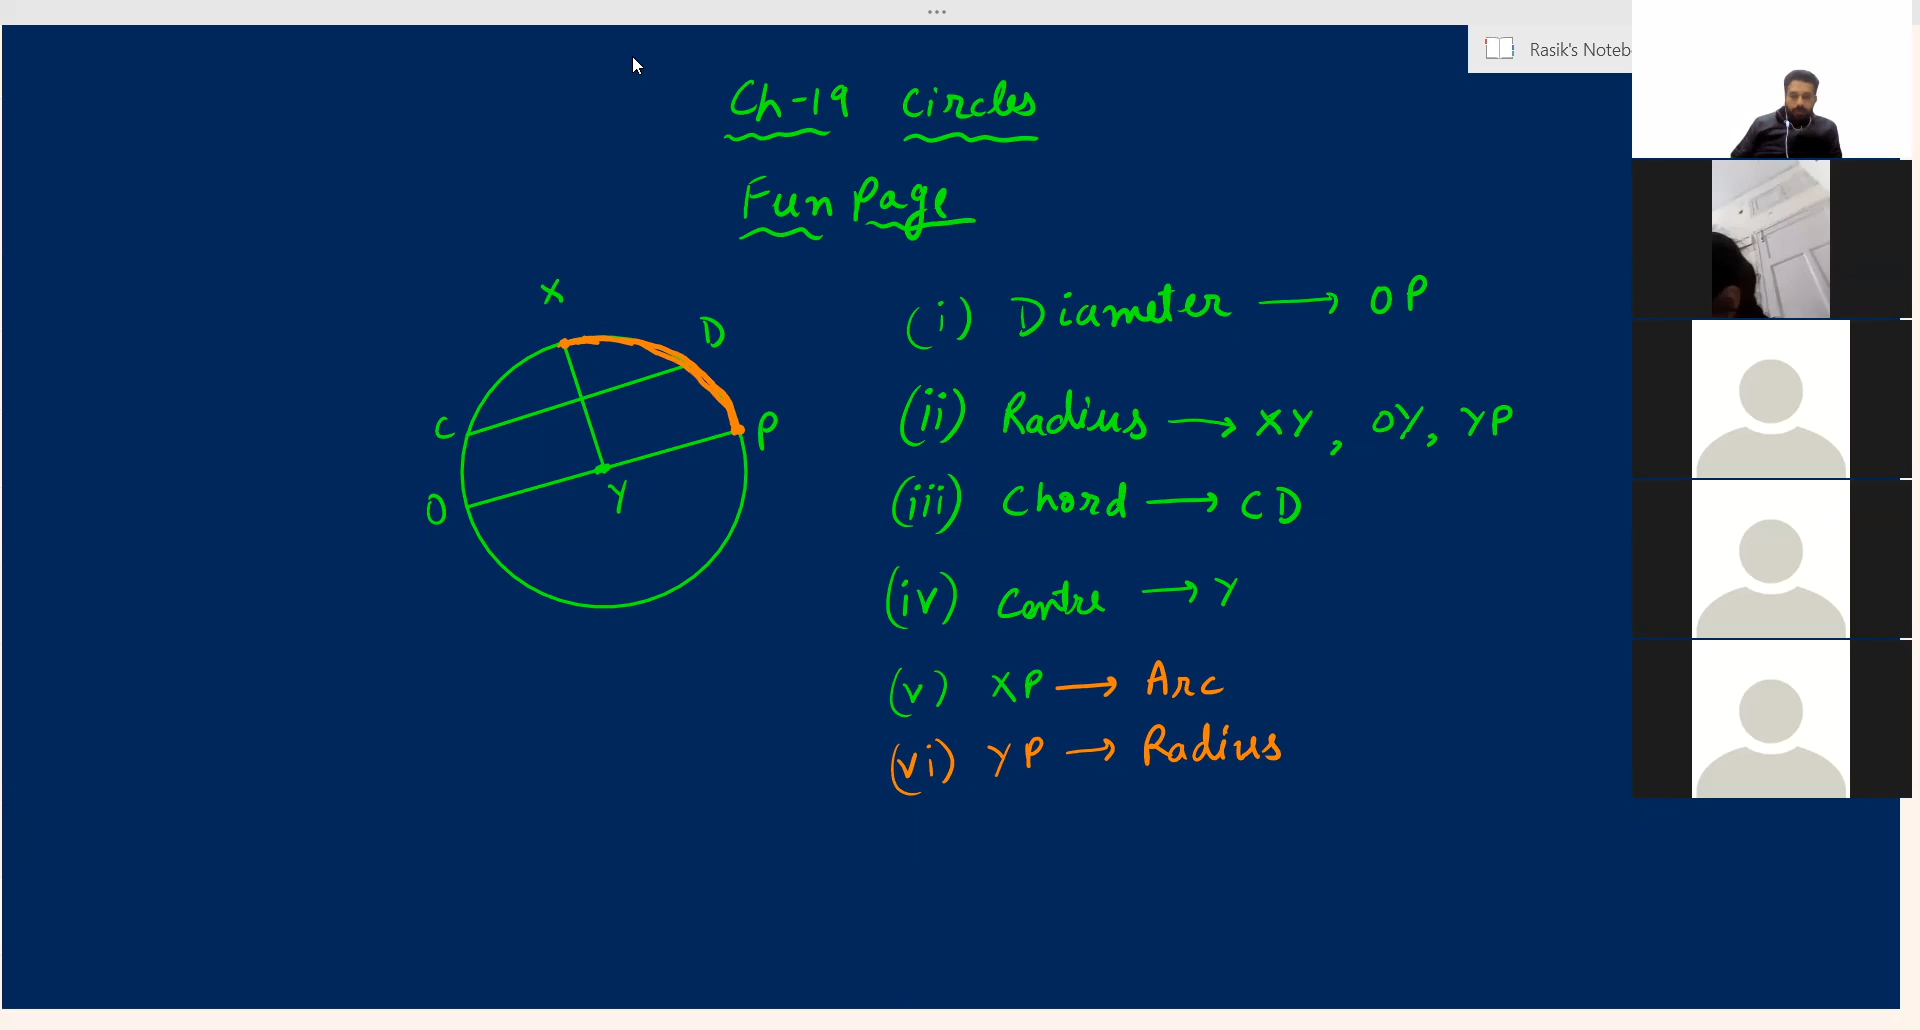 Rasik's Noteb
Ch-19 Circles
Fun Page
X
D
C
P
O
Y
(i) Diameter → OP
(ii) Radius → XY, OY, YP
(iii) Chord → CD
(iv) Centre → Y
(v) XP → Arc
(vi) YP → Radius